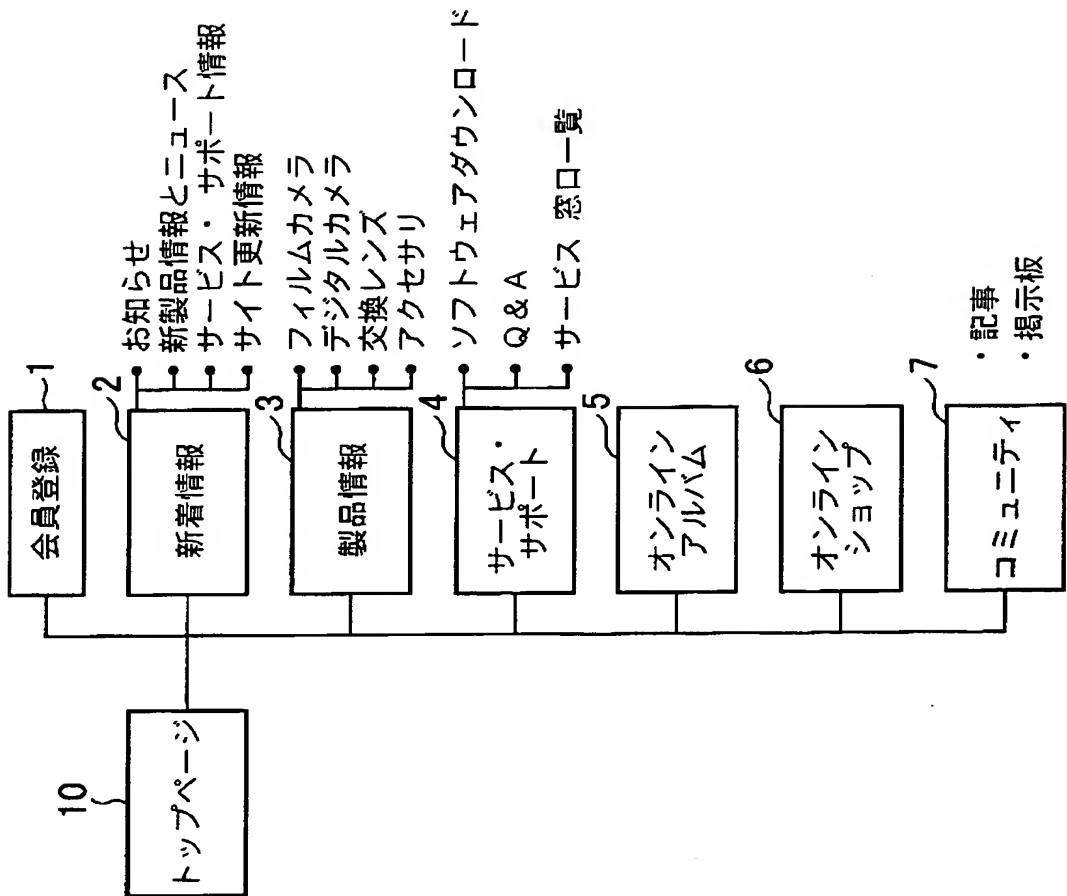 10
トップページ
1
会員登録
2
新着情報
お知らせ
新製品情報とニュース
サービス・サポート情報
サイト更新情報
3
製品情報
フィルムカメラ
デジタルカメラ
交換レンズ
アクセサリ
4
サービス・
サポート
ソフトウェアダウンロード
Q&A
サービス 窓口一覧
5
オンライン
アルバム
6
オンライン
ショップ
7
コミュニティ
・記事
・掲示板